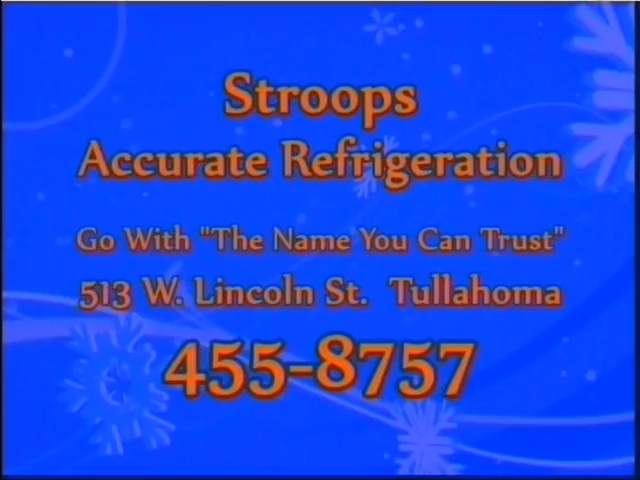 Stroops
Accurate Refrigeration
Go With "The Name You Can Trust"
513 W. Lincoln St. Tullahoma
455-8757